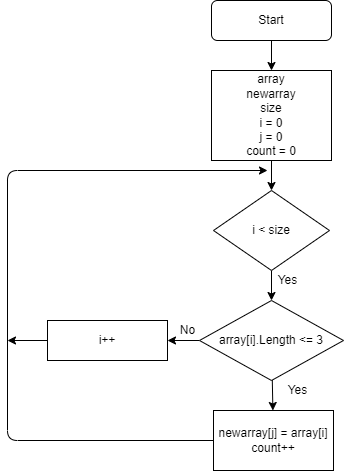 Start
array
newarray
size
i = 0
j = 0
count = 0
i < size
Yes
array[i].Length <= 3
No
i++
Yes
newarray[j] = array[i]
count++